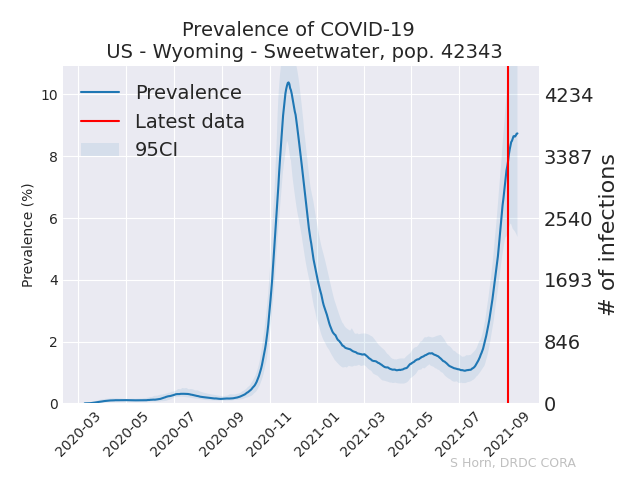 Prevalence of COVID-19
US - Wyoming - Sweetwater, pop. 42343
Prevalence
Latest data
95CI
Prevalence (%)
10
8
6
4
2
0
4234
3387
2540
1693
846
0
# of infections
2020-03
2020-05
2020-07
2020-09
2020-11
2021-01
2021-03
2021-05
2021-07
2021-09
S Horn, DRDC CORA